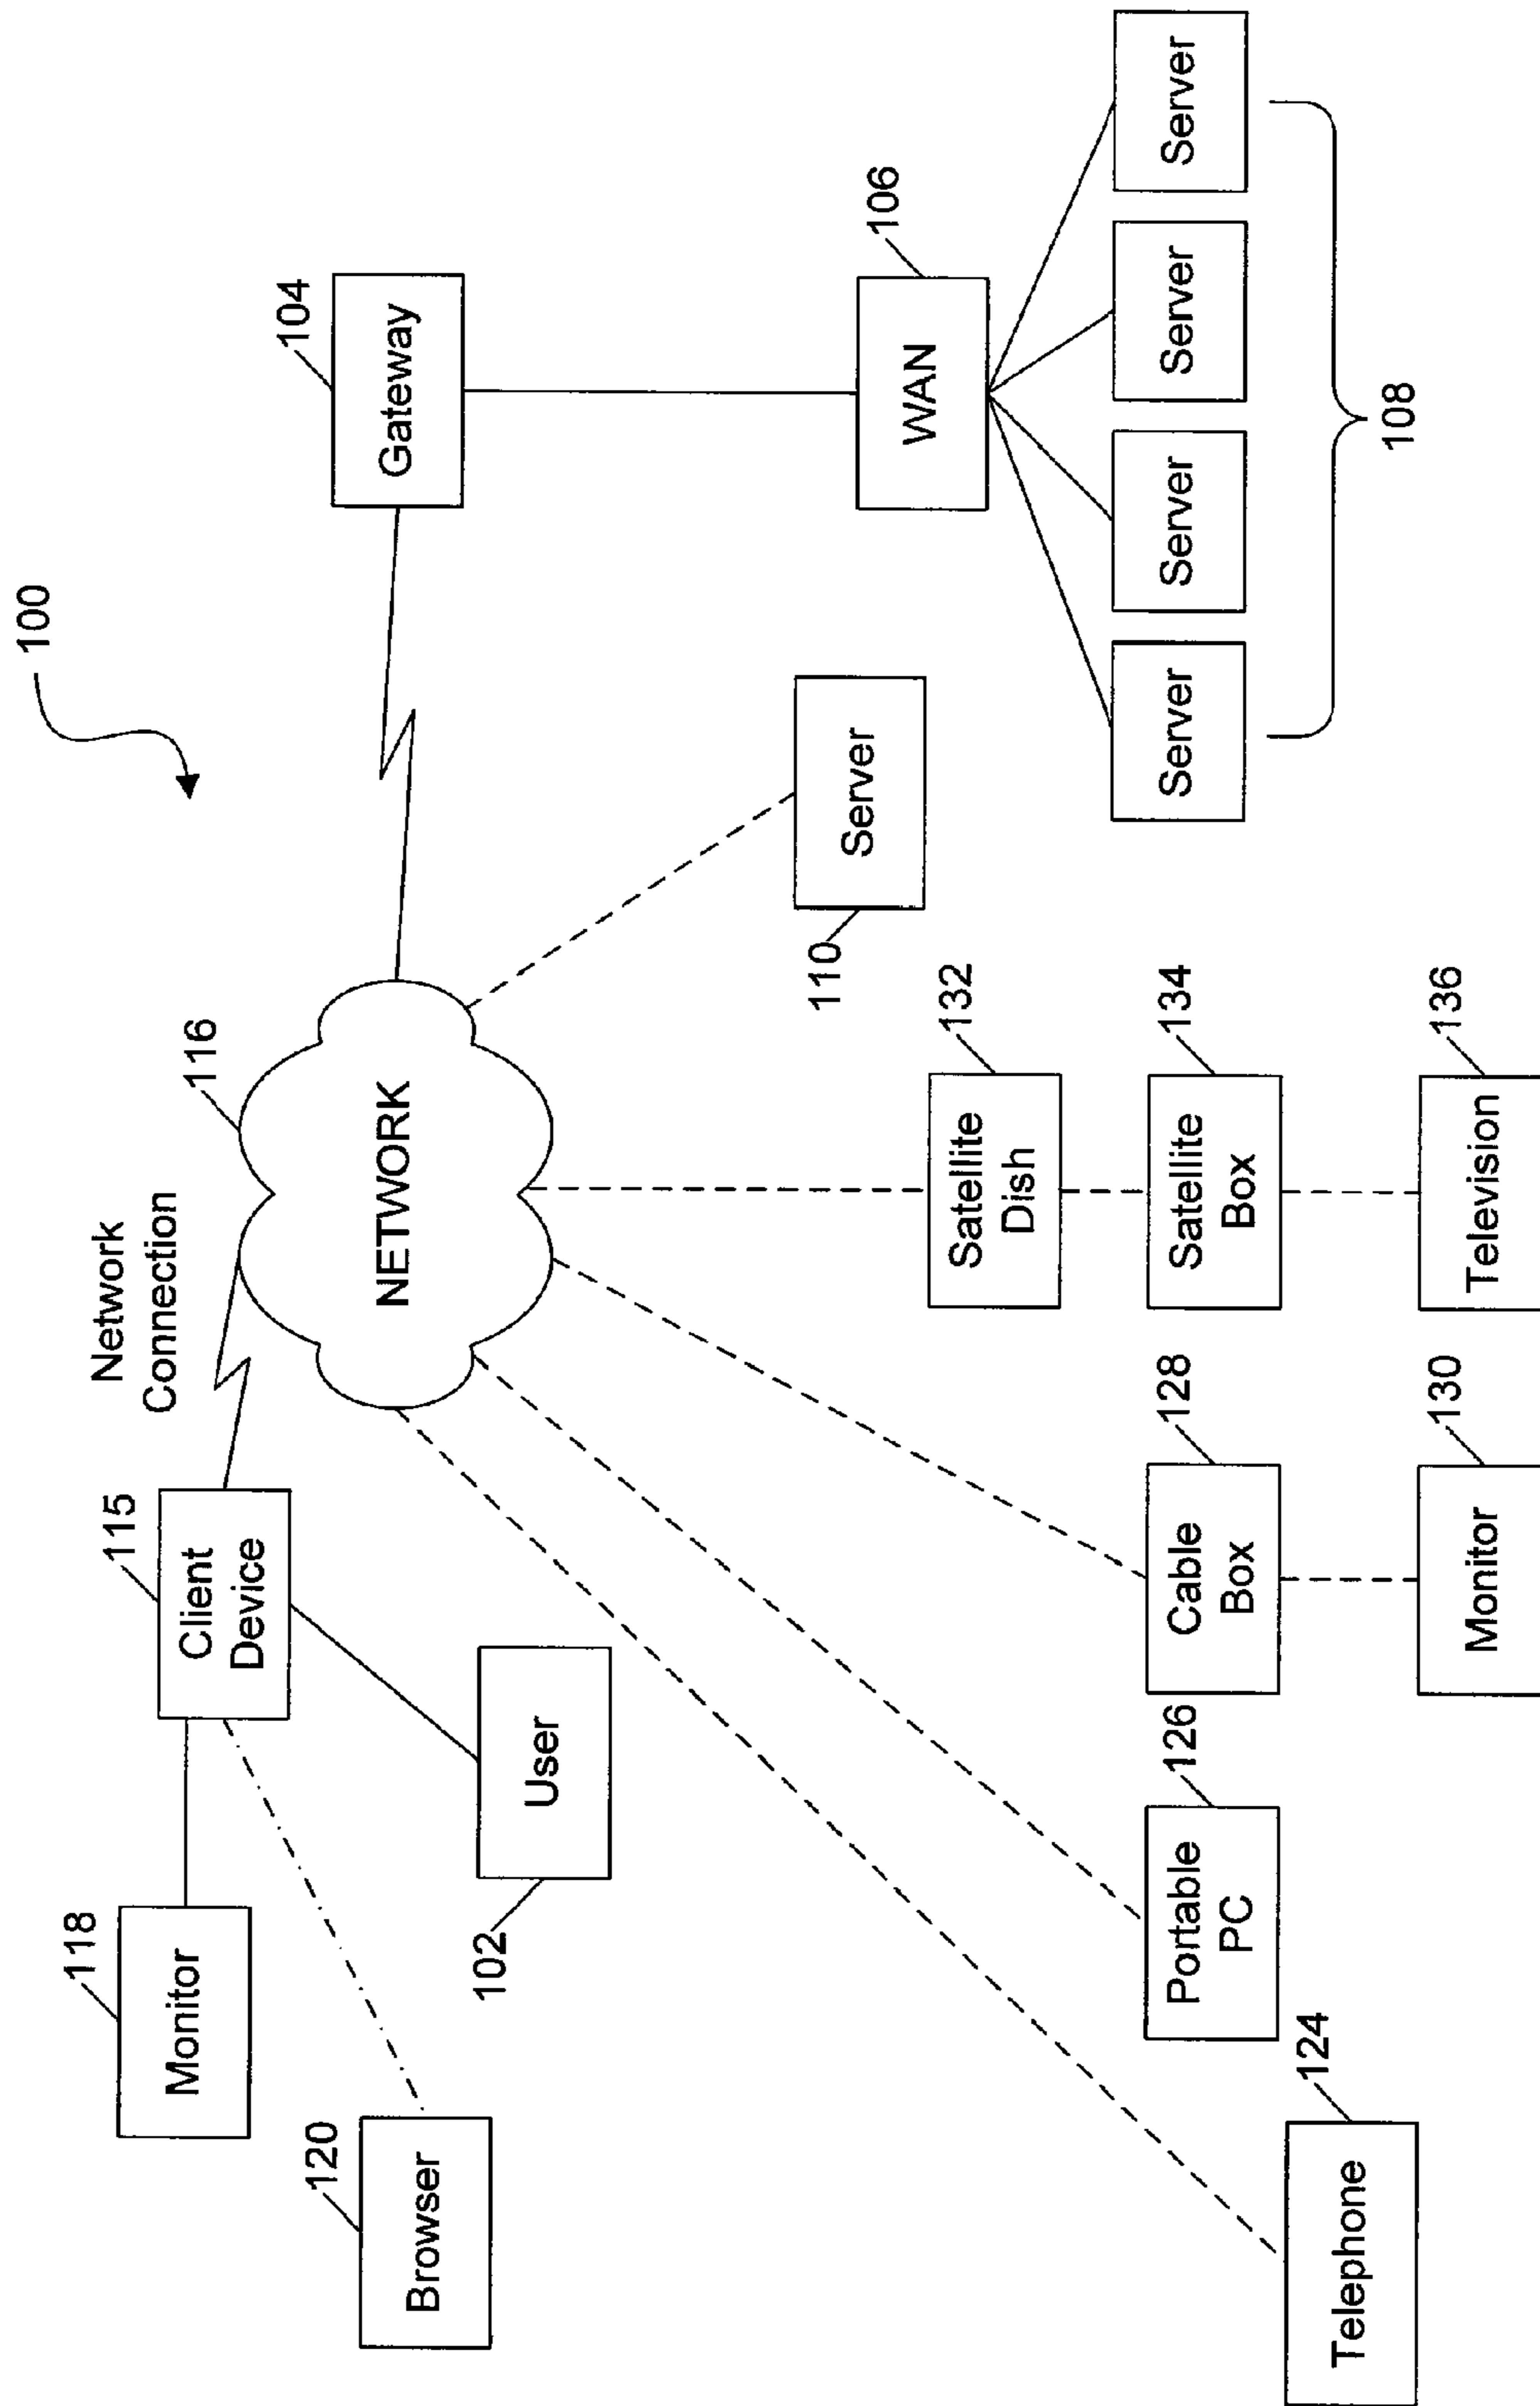 100
Network
Connection
116
NETWORK
115
Client
Device
118
Monitor
120
Browser
User
102
104
Gateway
106
WAN
Server
Server
Server
Server
108
Server
110
132
Satellite
Dish
134
Satellite
Box
136
Television
128
Cable
Box
130
Monitor
126
Portable
PC
124
Telephone